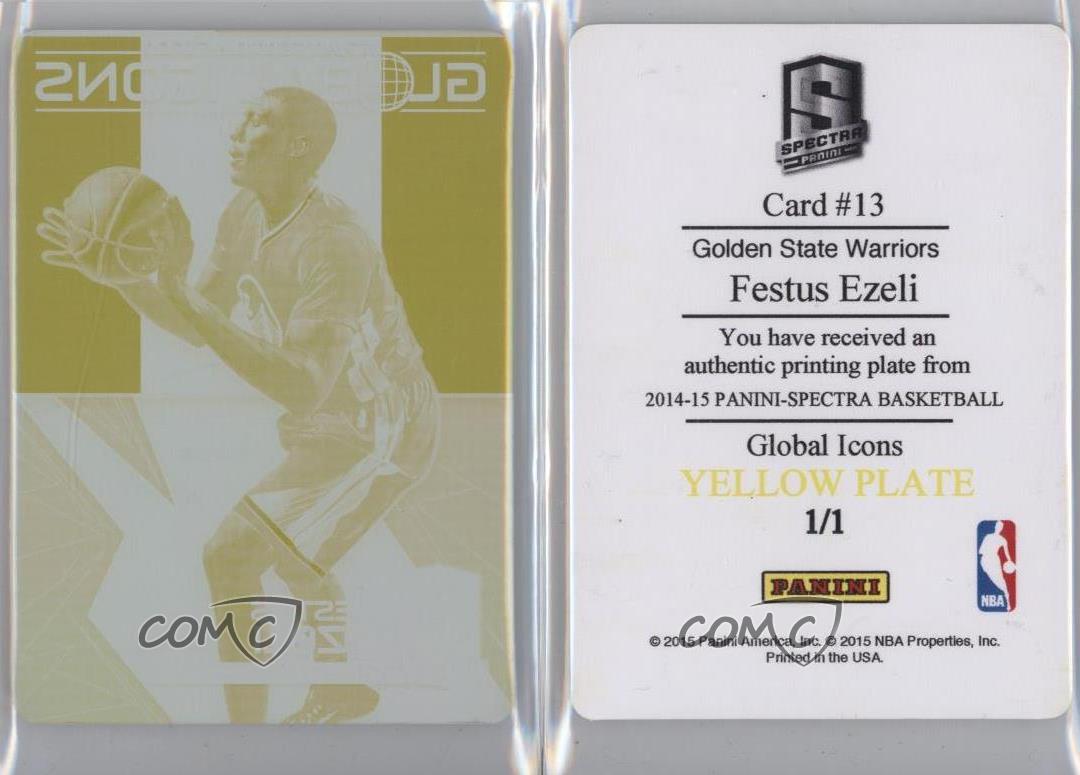 GLOBAL ICONS
COMC
SPECTRA
PANINI
Card #13
Golden State Warriors
Festus Ezeli
You have received an
authentic printing plate from
2014-15 PANINI-SPECTRA BASKETBALL
Global Icons
YELLOW PLATE
1/1
NBA
PANINI
COMC
© 2015 Panini America, Inc. © 2015 NBA Properties, Inc.
Printed in the USA.